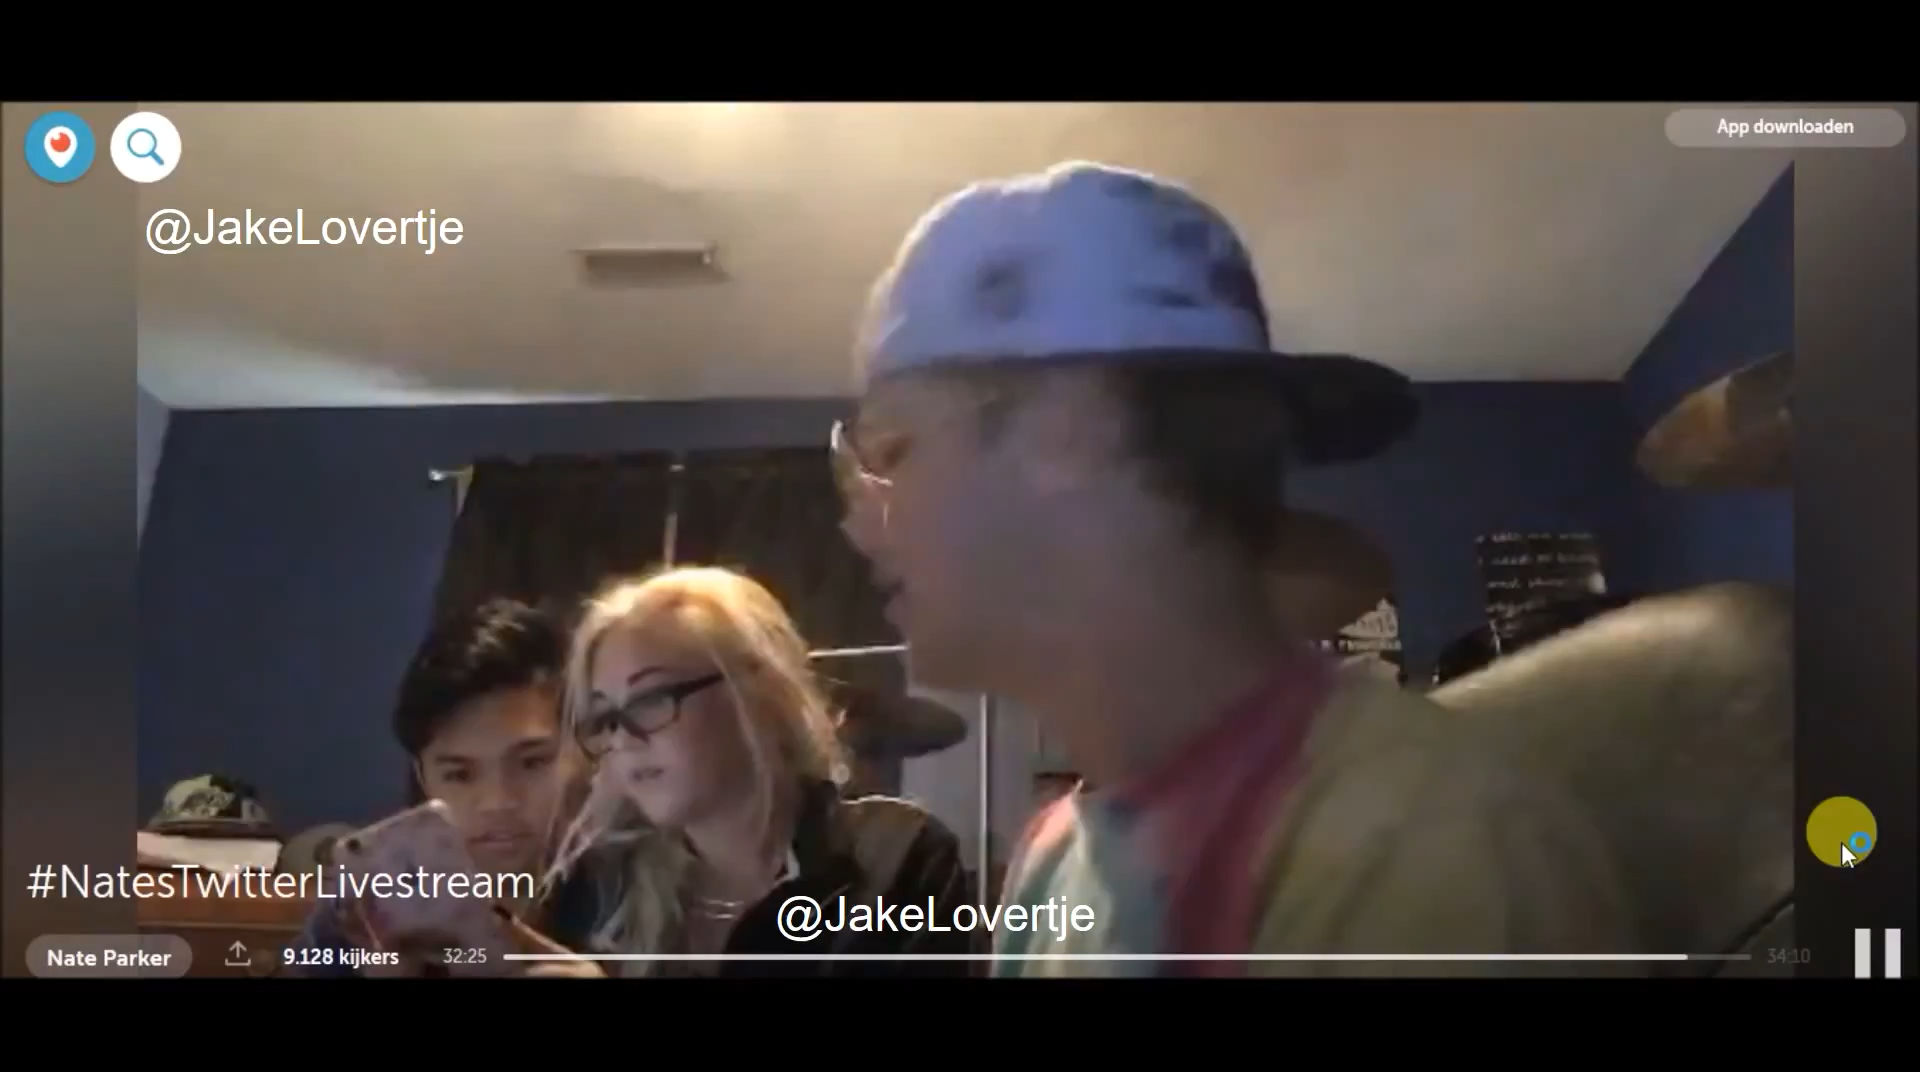 App downloaden
@JakeLovertje
#NatesTwitterLivestream
@JakeLovertje
Nate Parker
9.128 kijkers
32:25
34:10